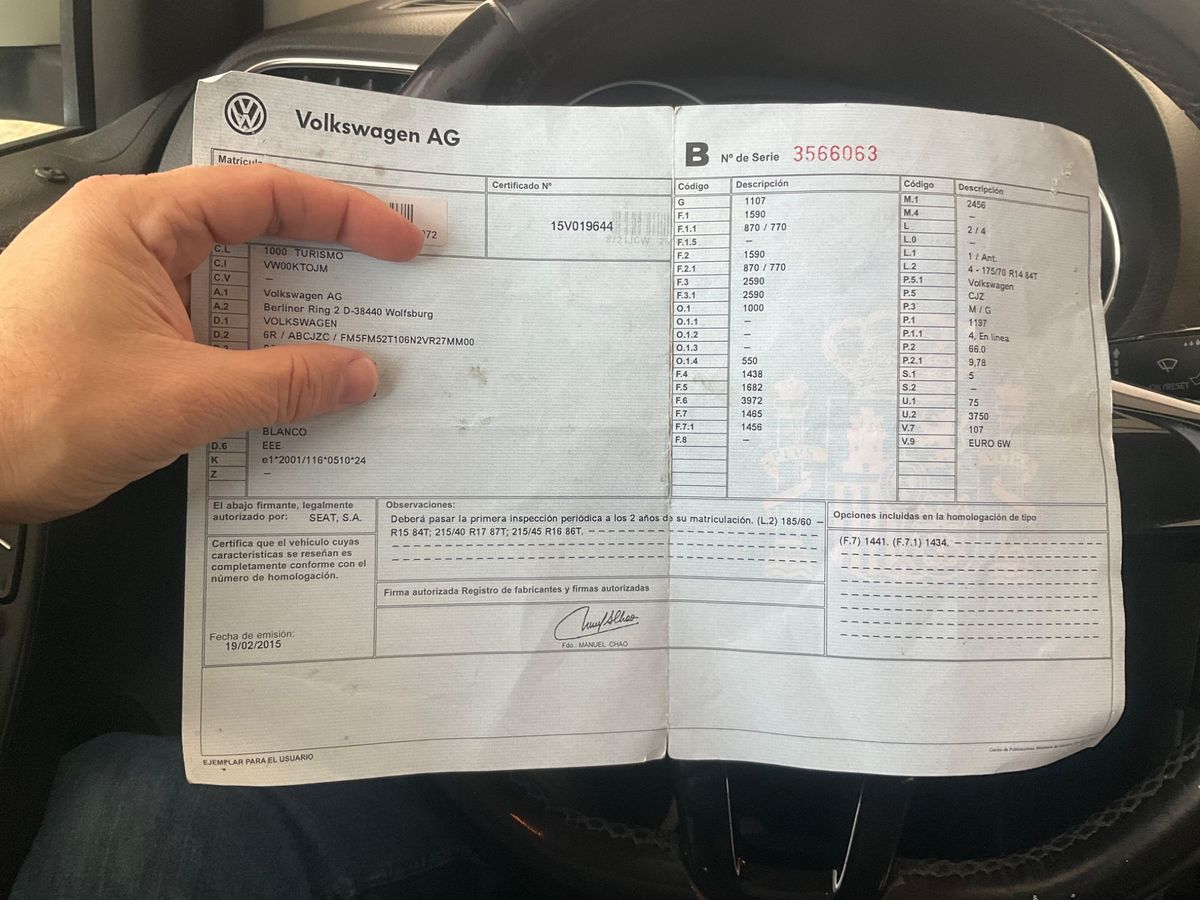 Volkswagen AG
B Nº de Serie 3566063
Certificado Nº
072
15V019644
C.L 1000 TURISMO
C.I VW00KTOJM
C.V –
A.1 Volkswagen AG
A.2 Berliner Ring 2 D-38440 Wolfsburg
D.1 VOLKSWAGEN
D.2 6R / ABCJZC / FM5FM52T106N2VR27MM00
BLANCO
D.6 EEE
K e1*2001/116*0510*24
Z –
Código Descripción
G 1107
F.1 1590
F.1.1 870 / 770
F.1.5 –
F.2 1590
F.2.1 870 / 770
F.3 2590
F.3.1 2590
O.1 1000
O.1.1 –
O.1.2 –
O.1.3 –
O.1.4 550
F.4 1438
F.5 1682
F.6 3972
F.7 1465
F.7.1 1456
F.8 –
Código Descripción
M.1 2456
M.4 –
L 2 / 4
L.0 –
L.1 1 / Ant.
L.2 4 - 175/70 R14 84T
P.5.1 Volkswagen
P.5 CJZ
P.3 M / G
P.1 1197
P.1.1 4, En línea
P.2 66.0
P.2.1 9,78
S.1 5
S.2 –
U.1 75
U.2 3750
V.7 107
V.9 EURO 6W
El abajo firmante, legalmente
autorizado por: SEAT, S.A.
Certifica que el vehículo cuyas
características se reseñan es
completamente conforme con el
número de homologación.
Fecha de emisión:
19/02/2015
Observaciones:
Deberá pasar la primera inspección periódica a los 2 años de su matriculación. (L.2) 185/60 –
R15 84T; 215/40 R17 87T; 215/45 R16 86T.
Firma autorizada Registro de fabricantes y firmas autorizadas
Fdo. MANUEL CHAO
Opciones incluidas en la homologación de tipo
(F.7) 1441. (F.7.1) 1434.
EJEMPLAR PARA EL USUARIO